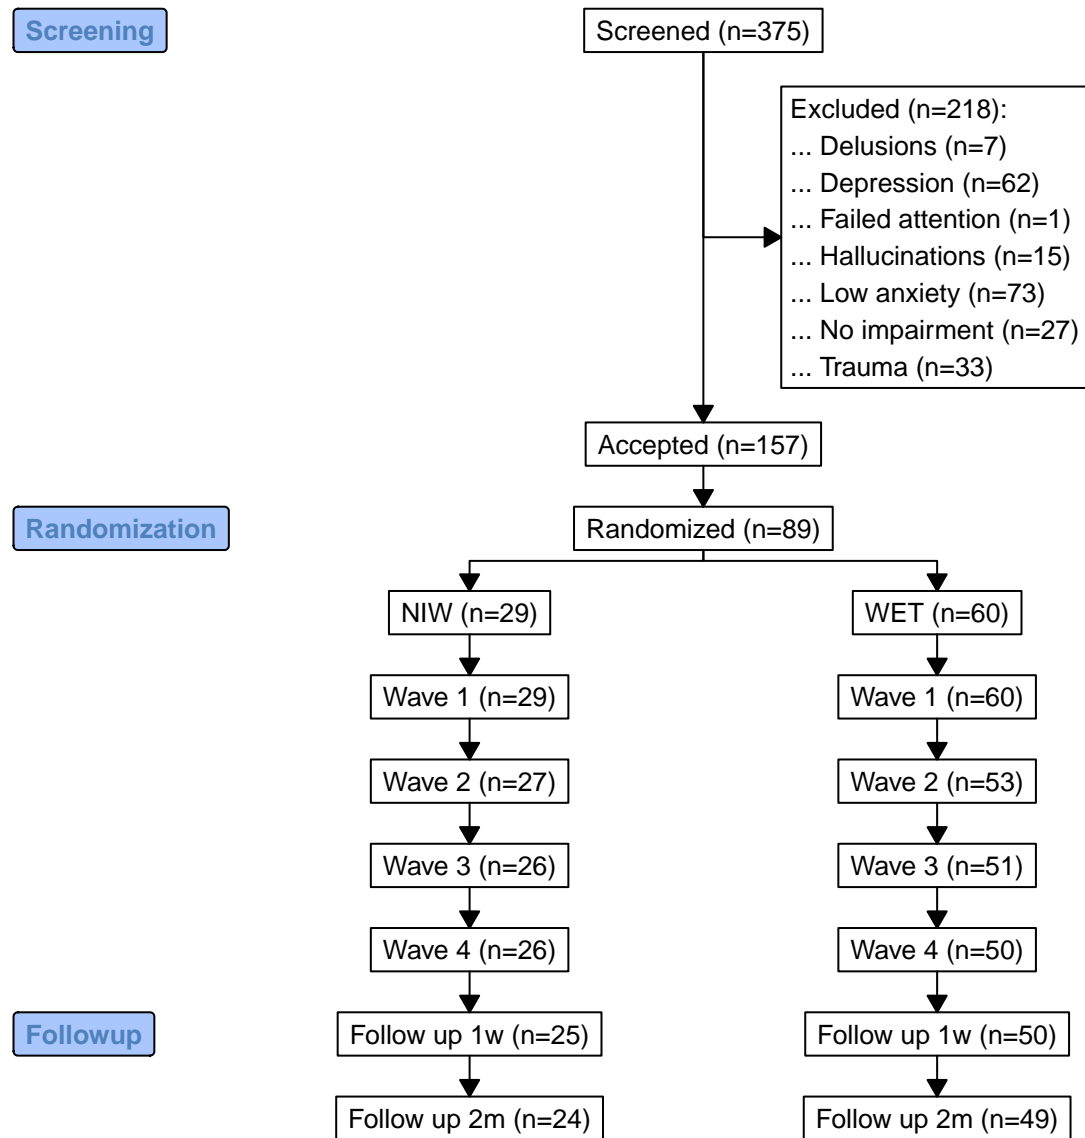 Screening
Screened (n=375)
Excluded (n=218):
... Delusions (n=7)
... Depression (n=62)
... Failed attention (n=1)
... Hallucinations (n=15)
... Low anxiety (n=73)
... No impairment (n=27)
... Trauma (n=33)
Accepted (n=157)
Randomization
Randomized (n=89)
NIW (n=29)
WET (n=60)
Wave 1 (n=29)
Wave 1 (n=60)
Wave 2 (n=27)
Wave 2 (n=53)
Wave 3 (n=26)
Wave 3 (n=51)
Wave 4 (n=26)
Wave 4 (n=50)
Followup
Follow up 1w (n=25)
Follow up 1w (n=50)
Follow up 2m (n=24)
Follow up 2m (n=49)